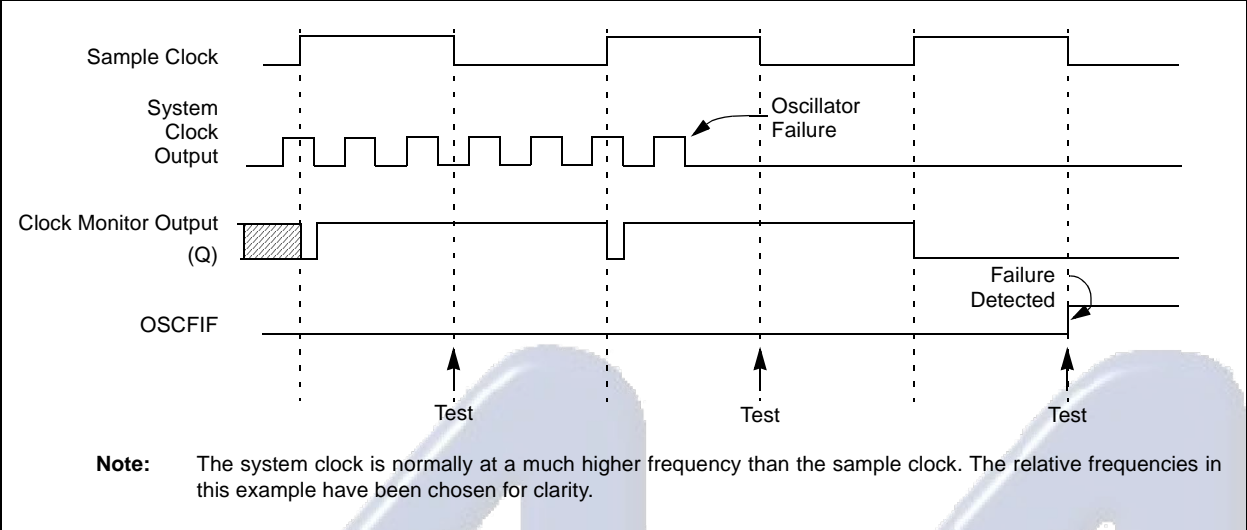 Sample Clock
System
Clock
Output
Oscillator
Failure
Clock Monitor Output
(Q)
Failure
Detected
OSCFIF
Test
Test
Test
Note: The system clock is normally at a much higher frequency than the sample clock. The relative frequencies in
this example have been chosen for clarity.